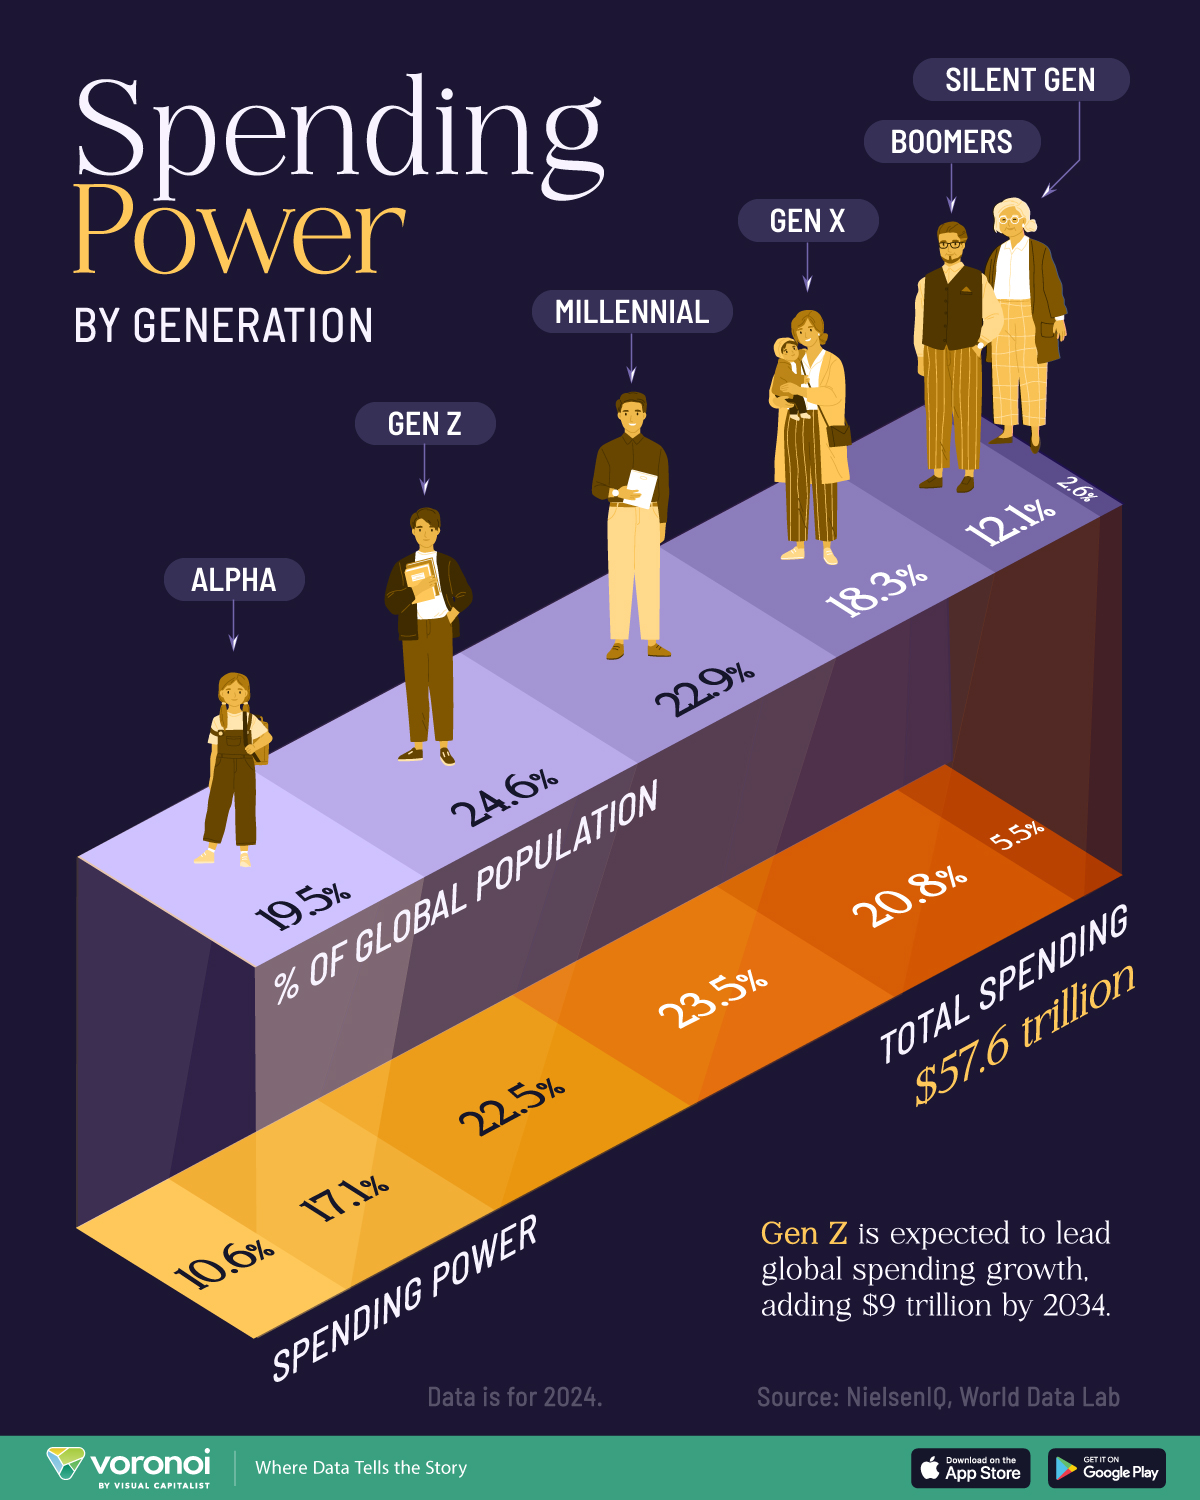 Spending
Power
BY GENERATION
SILENT GEN
BOOMERS
GEN X
MILLENNIAL
GEN Z
ALPHA
2.6%
12.1%
18.3%
22.9%
24.6%
19.5%
% OF GLOBAL POPULATION
5.5%
20.8%
23.5%
22.5%
17.1%
10.6%
SPENDING POWER
TOTAL SPENDING
$57.6 trillion
Gen Z is expected to lead
global spending growth,
adding $9 trillion by 2034.
Data is for 2024.
Source: NielsenIQ, World Data Lab
voronoi
BY VISUAL CAPITALIST
Where Data Tells the Story
Download on the
App Store
GET IT ON
Google Play